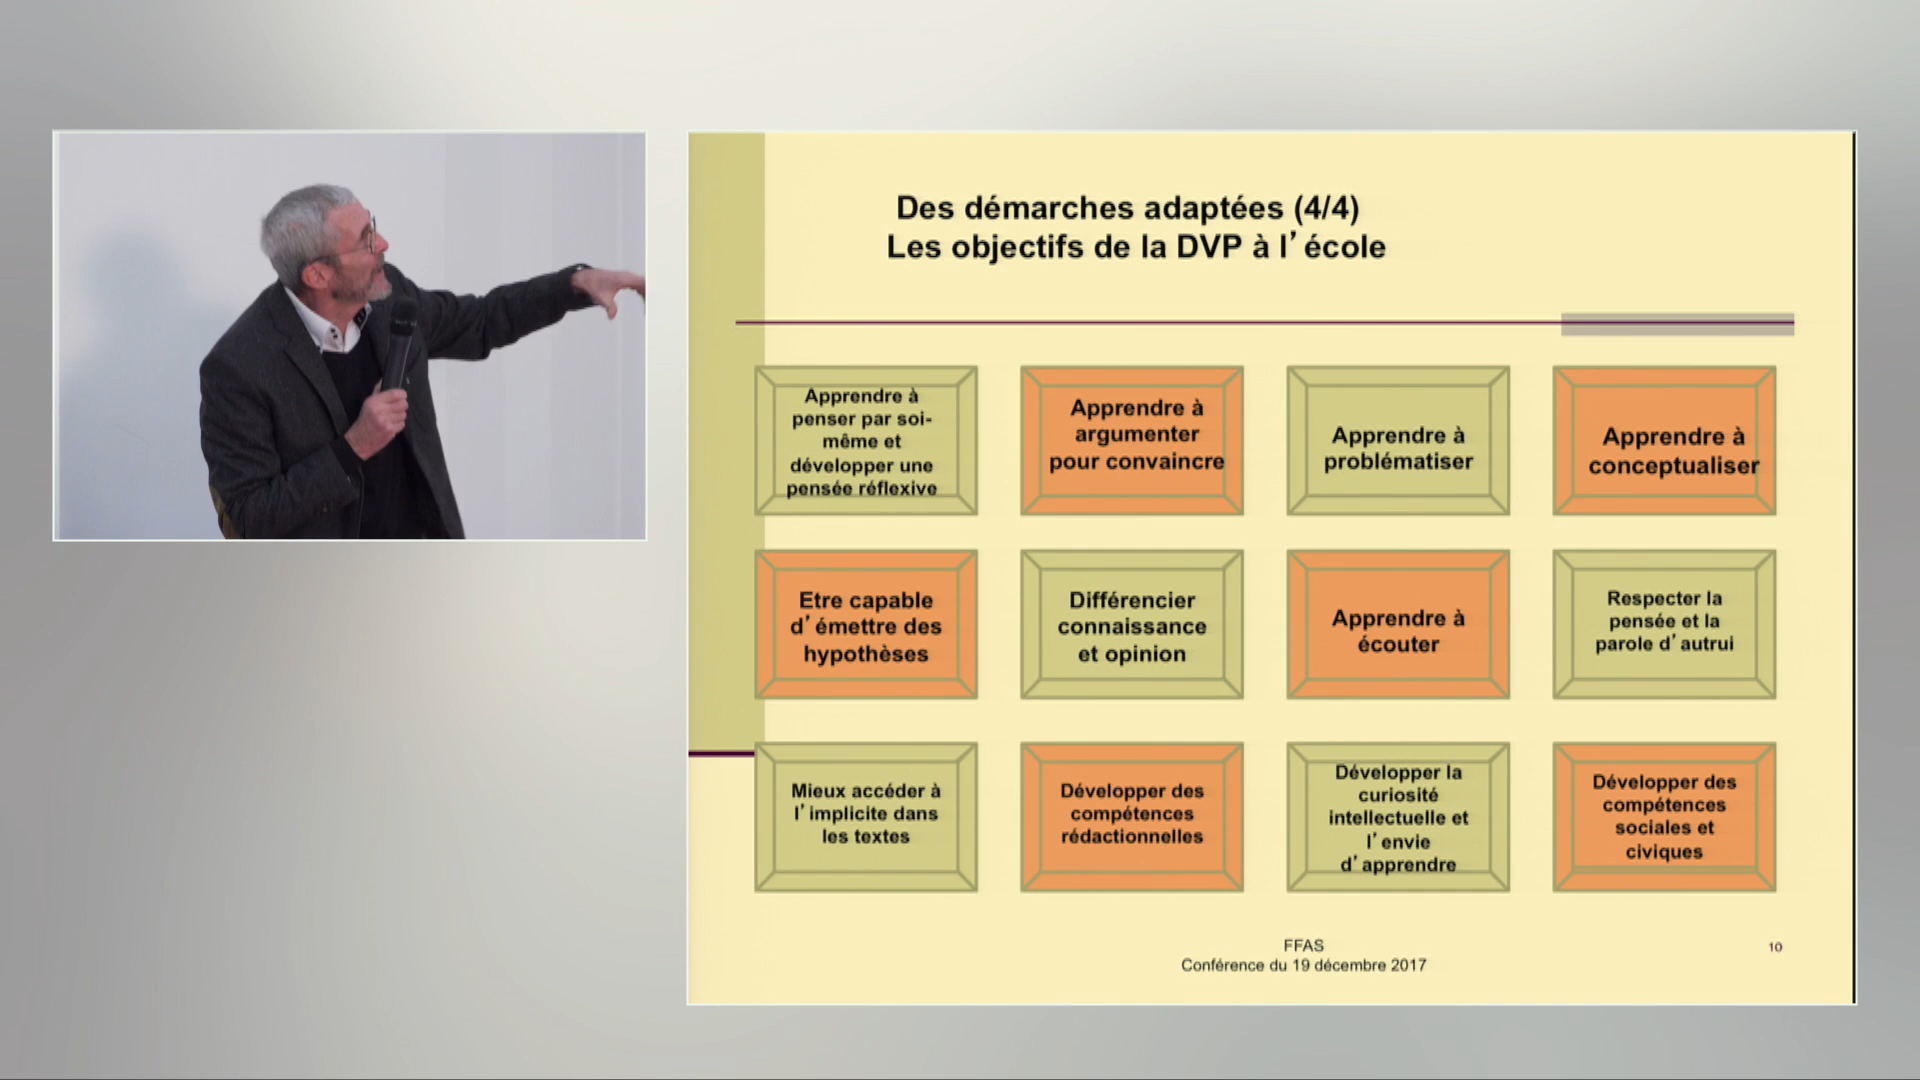 Des démarches adaptées (4/4)
Les objectifs de la DVP à l’école
Apprendre à
penser par soi-
même et
développer une
pensée réflexive
Apprendre à
argumenter
pour convaincre
Apprendre à
problématiser
Apprendre à
conceptualiser
Etre capable
d’émettre des
hypothèses
Différencier
connaissance
et opinion
Apprendre à
écouter
Respecter la
pensée et la
parole d’autrui
Mieux accéder à
l’implicite dans
les textes
Développer des
compétences
rédactionnelles
Développer la
curiosité
intellectuelle et
l’envie
d’apprendre
Développer des
compétences
sociales et
civiques
FFAS
Conférence du 19 décembre 2017
10